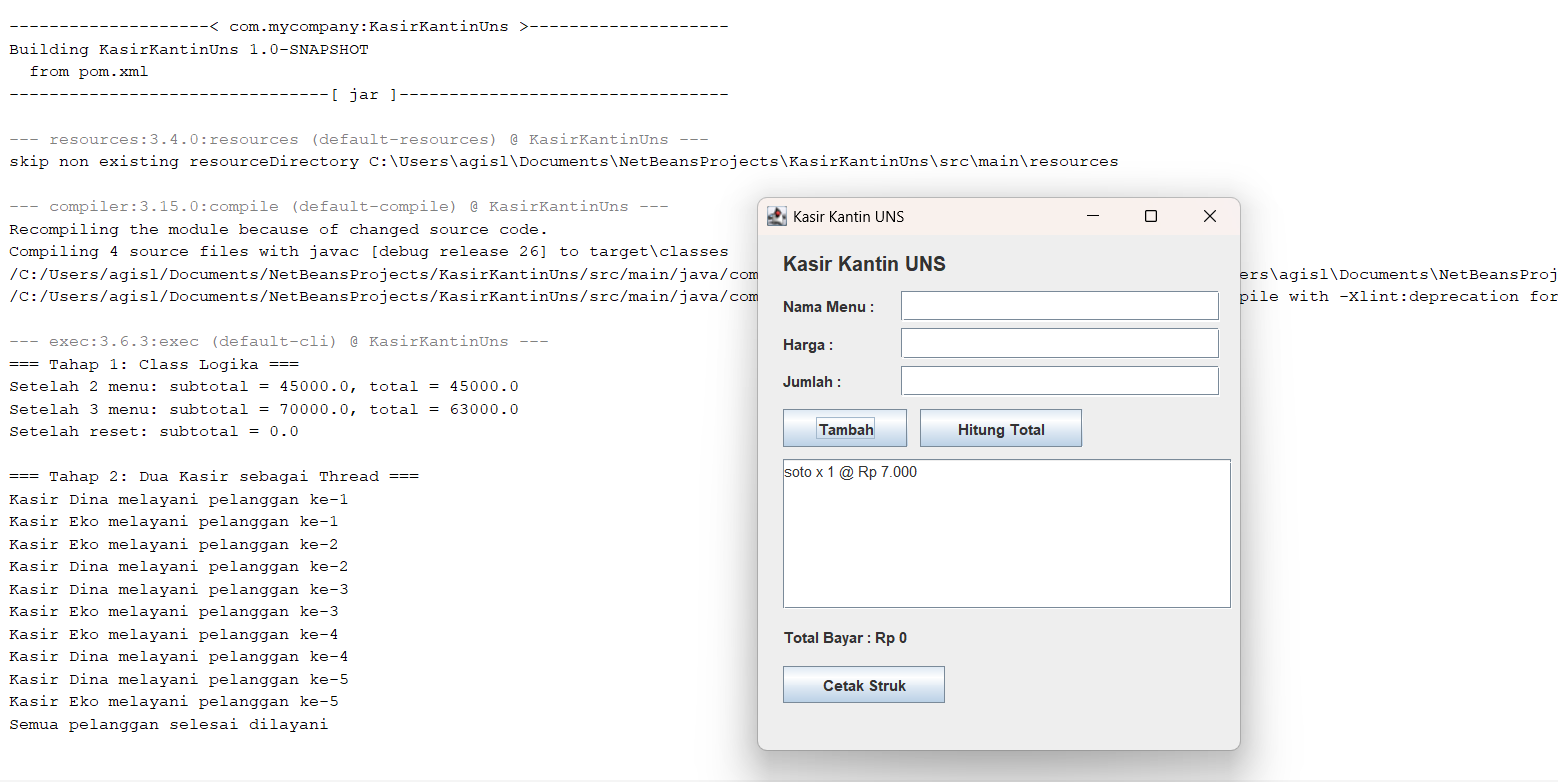 --------------------< com.mycompany:KasirKantinUns >--------------------
Building KasirKantinUns 1.0-SNAPSHOT
  from pom.xml
--------------------------------[ jar ]---------------------------------
--- resources:3.4.0:resources (default-resources) @ KasirKantinUns ---
skip non existing resourceDirectory C:\Users\agisl\Documents\NetBeansProjects\KasirKantinUns\src\main\resources
--- compiler:3.15.0:compile (default-compile) @ KasirKantinUns ---
Recompiling the module because of changed source code.
Compiling 4 source files with javac [debug release 26] to target\classes
/C:/Users/agisl/Documents/NetBeansProjects/KasirKantinUns/src/main/java/com
ers\agisl\Documents\NetBeansProj
/C:/Users/agisl/Documents/NetBeansProjects/KasirKantinUns/src/main/java/com
pile with -Xlint:deprecation for
--- exec:3.6.3:exec (default-cli) @ KasirKantinUns ---
=== Tahap 1: Class Logika ===
Setelah 2 menu: subtotal = 45000.0, total = 45000.0
Setelah 3 menu: subtotal = 70000.0, total = 63000.0
Setelah reset: subtotal = 0.0
=== Tahap 2: Dua Kasir sebagai Thread ===
Kasir Dina melayani pelanggan ke-1
Kasir Eko melayani pelanggan ke-1
Kasir Eko melayani pelanggan ke-2
Kasir Dina melayani pelanggan ke-2
Kasir Dina melayani pelanggan ke-3
Kasir Eko melayani pelanggan ke-3
Kasir Eko melayani pelanggan ke-4
Kasir Dina melayani pelanggan ke-4
Kasir Dina melayani pelanggan ke-5
Kasir Eko melayani pelanggan ke-5
Semua pelanggan selesai dilayani
Kasir Kantin UNS
Kasir Kantin UNS
Nama Menu :
Harga :
Jumlah :
Tambah
Hitung Total
soto x 1 @ Rp 7.000
Total Bayar : Rp 0
Cetak Struk